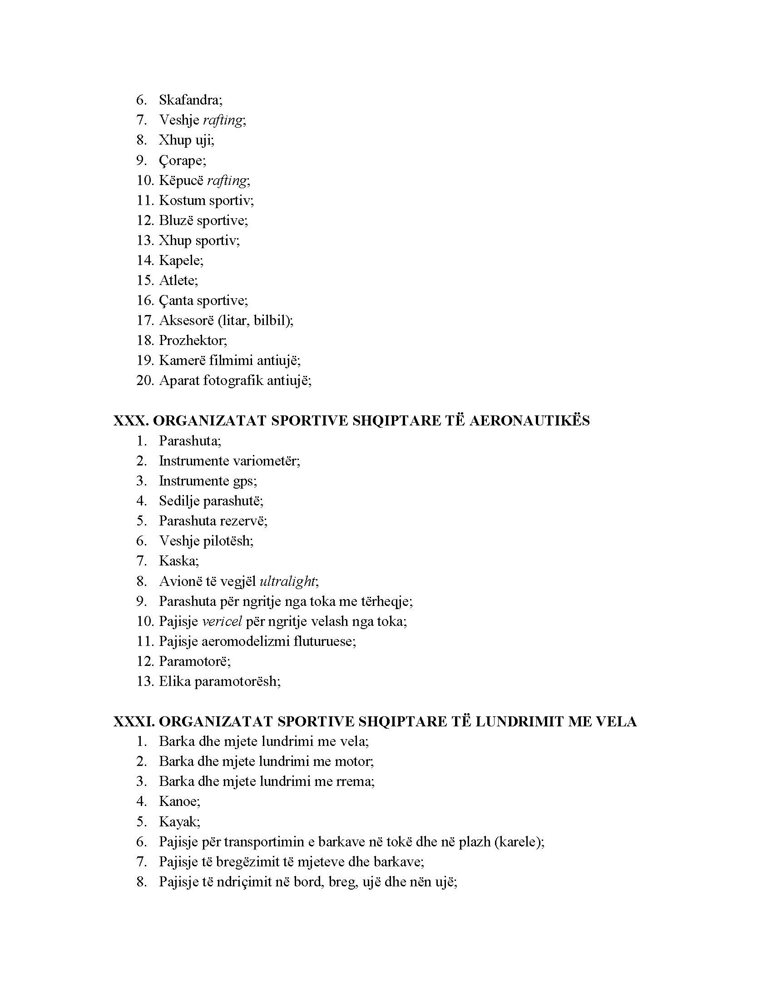 6. Skafandra;
7. Veshje rafting;
8. Xhup uji;
9. Çorape;
10. Këpucë rafting;
11. Kostum sportiv;
12. Bluzë sportive;
13. Xhup sportiv;
14. Kapele;
15. Atlete;
16. Çanta sportive;
17. Aksesorë (litar, bilbil);
18. Prozhektor;
19. Kamerë filmimi antiujë;
20. Aparat fotografik antiujë;
XXX. ORGANIZATAT SPORTIVE SHQIPTARE TË AERONAUTIKËS
1. Parashuta;
2. Instrumente variometër;
3. Instrumente gps;
4. Sedilje parashutë;
5. Parashuta rezervë;
6. Veshje pilotësh;
7. Kaska;
8. Avionë të vegjël ultralight;
9. Parashuta për ngritje nga toka me tërheqje;
10. Pajisje vericel për ngritje velash nga toka;
11. Pajisje aeromodelizmi fluturuese;
12. Paramotorë;
13. Elika paramotorësh;
XXXI. ORGANIZATAT SPORTIVE SHQIPTARE TË LUNDRIMIT ME VELA
1. Barka dhe mjete lundrimi me vela;
2. Barka dhe mjete lundrimi me motor;
3. Barka dhe mjete lundrimi me rrema;
4. Kanoe;
5. Kayak;
6. Pajisje për transportimin e barkave në tokë dhe në plazh (karele);
7. Pajisje të bregëzimit të mjeteve dhe barkave;
8. Pajisje të ndriçimit në bord, breg, ujë dhe nën ujë;